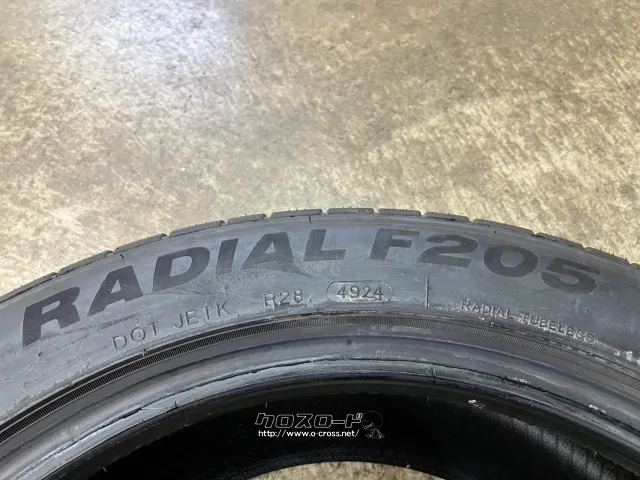 RADIAL F205
DOT JETK R28 4924 RADIAL TUBELESS
クロスロード
http://www.o-cross.net/